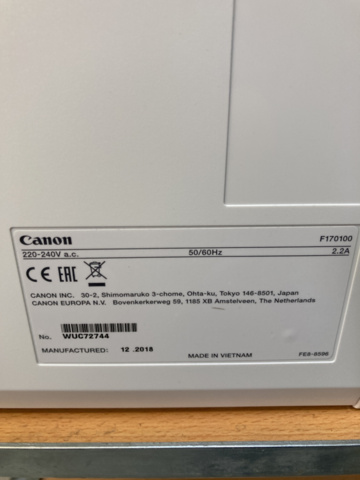 Canon F170100
220-240V a.c. 50/60Hz 2.2A
CE EAC
CANON INC. 30-2, Shimomaruko 3-chome, Ohta-ku, Tokyo 146-8501, Japan
CANON EUROPA N.V. Bovenkerkerweg 59, 1185 XB Amstelveen, The Netherlands
No. WUC72744
MANUFACTURED: 12 .2018 MADE IN VIETNAM FE8-8596